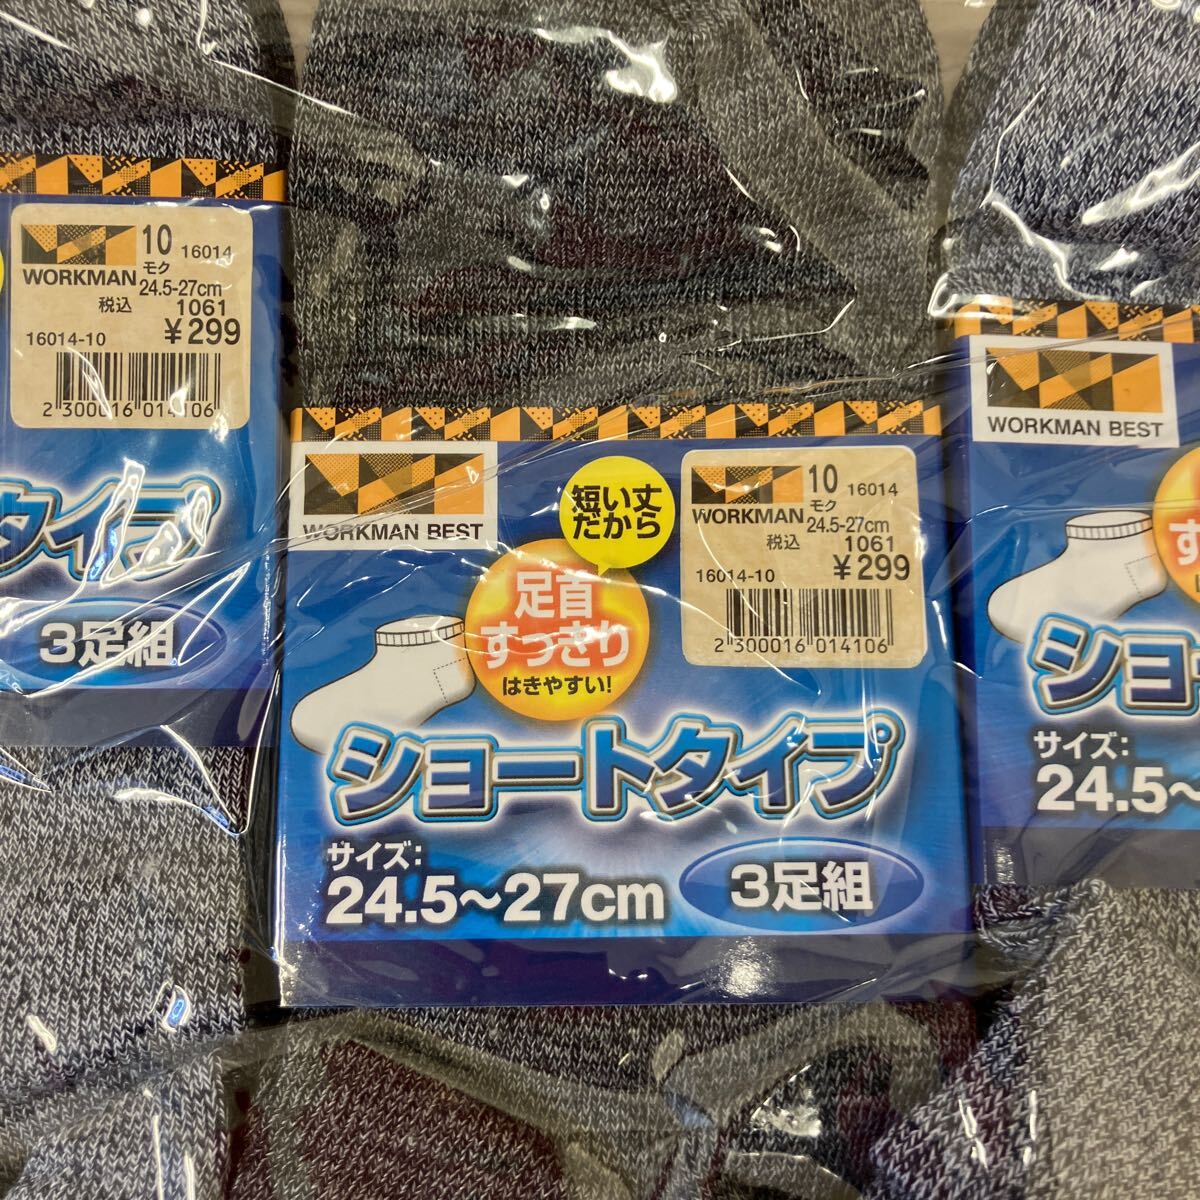 WORKMAN
10
16014
モク
24.5-27cm
税込
1061
¥299
16014-10
2 300016 014106
タイプ
3足組
WORKMAN BEST
短い丈
だから
足首
すっきり
はきやすい!
WORKMAN
10
16014
モク
24.5-27cm
税込
1061
¥299
16014-10
2 300016 014106
ショートタイプ
サイズ:
24.5〜27cm
3足組
WORKMAN BEST
す
ショ
サイズ:
24.5〜